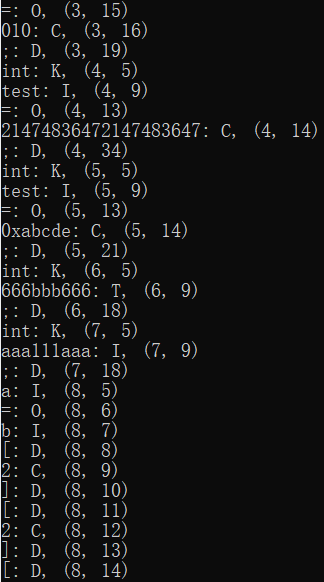 =: O, (3, 15)
010: C, (3, 16)
;: D, (3, 19)
int: K, (4, 5)
test: I, (4, 9)
=: O, (4, 13)
21474836472147483647: C, (4, 14)
;: D, (4, 34)
int: K, (5, 5)
test: I, (5, 9)
=: O, (5, 13)
0xabcde: C, (5, 14)
;: D, (5, 21)
int: K, (6, 5)
666bbb666: T, (6, 9)
;: D, (6, 18)
int: K, (7, 5)
aaa111aaa: I, (7, 9)
;: D, (7, 18)
a: I, (8, 5)
=: O, (8, 6)
b: I, (8, 7)
[: D, (8, 8)
2: C, (8, 9)
]: D, (8, 10)
[: D, (8, 11)
2: C, (8, 12)
]: D, (8, 13)
[: D, (8, 14)